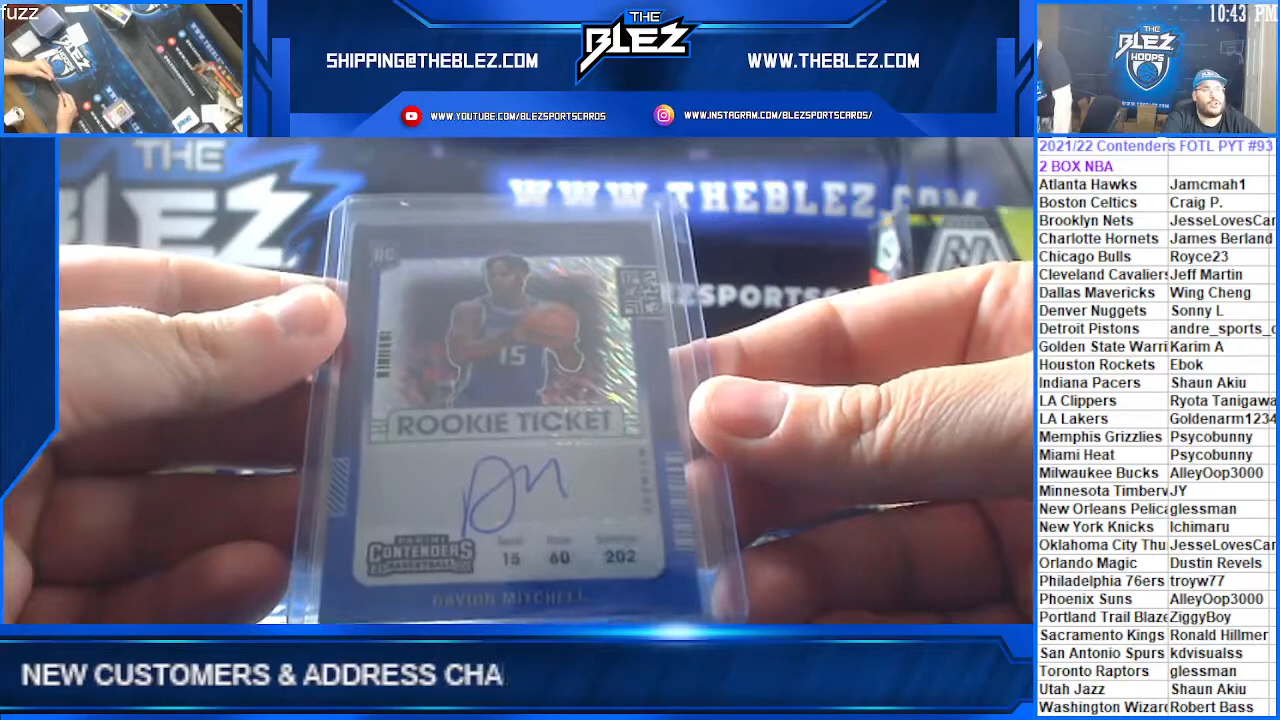 fuzz
SHIPPING@THEBLEZ.COM
THE
BLEZ
WWW.THEBLEZ.COM
WWW.YOUTUBE.COM/BLEZSPORTSCARDS
WWW.INSTAGRAM.COM/BLEZSPORTSCARDS/
10:43 PM
THE
BLEZ
HOOPS
THE
BLEZ
WWW.THEBLEZ.COM
EZSPORTSC
RC
15
ROOKIE TICKET
PANINI
CONTENDERS
BASKETBALL
15
60
202
DAVION MITCHELL
NEW CUSTOMERS & ADDRESS CHA
2021/22 Contenders FOTL PYT #93
2 BOX NBA
Atlanta Hawks Jamcmah1
Boston Celtics Craig P.
Brooklyn Nets JesseLovesCar
Charlotte Hornets James Berland
Chicago Bulls Royce23
Cleveland Cavaliers Jeff Martin
Dallas Mavericks Wing Cheng
Denver Nuggets Sonny L
Detroit Pistons andre_sports_c
Golden State Warri Karim A
Houston Rockets Ebok
Indiana Pacers Shaun Akiu
LA Clippers Ryota Tanigawa
LA Lakers Goldenarm1234
Memphis Grizzlies Psycobunny
Miami Heat Psycobunny
Milwaukee Bucks AlleyOop3000
Minnesota Timberv JY
New Orleans Pelica glessman
New York Knicks Ichimaru
Oklahoma City Thu JesseLovesCar
Orlando Magic Dustin Revels
Philadelphia 76ers troyw77
Phoenix Suns AlleyOop3000
Portland Trail Blaze ZiggyBoy
Sacramento Kings Ronald Hillmer
San Antonio Spurs kdvisualss
Toronto Raptors glessman
Utah Jazz Shaun Akiu
Washington Wizard Robert Bass